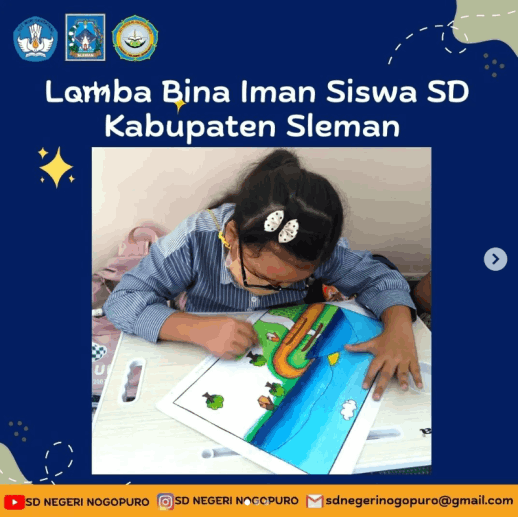 Lomba Bina Iman Siswa SD
Kabupaten Sleman
SD NEGERI NOGOPURO SD NEGERI NOGOPURO sdnegerinogopuro@gmail.com